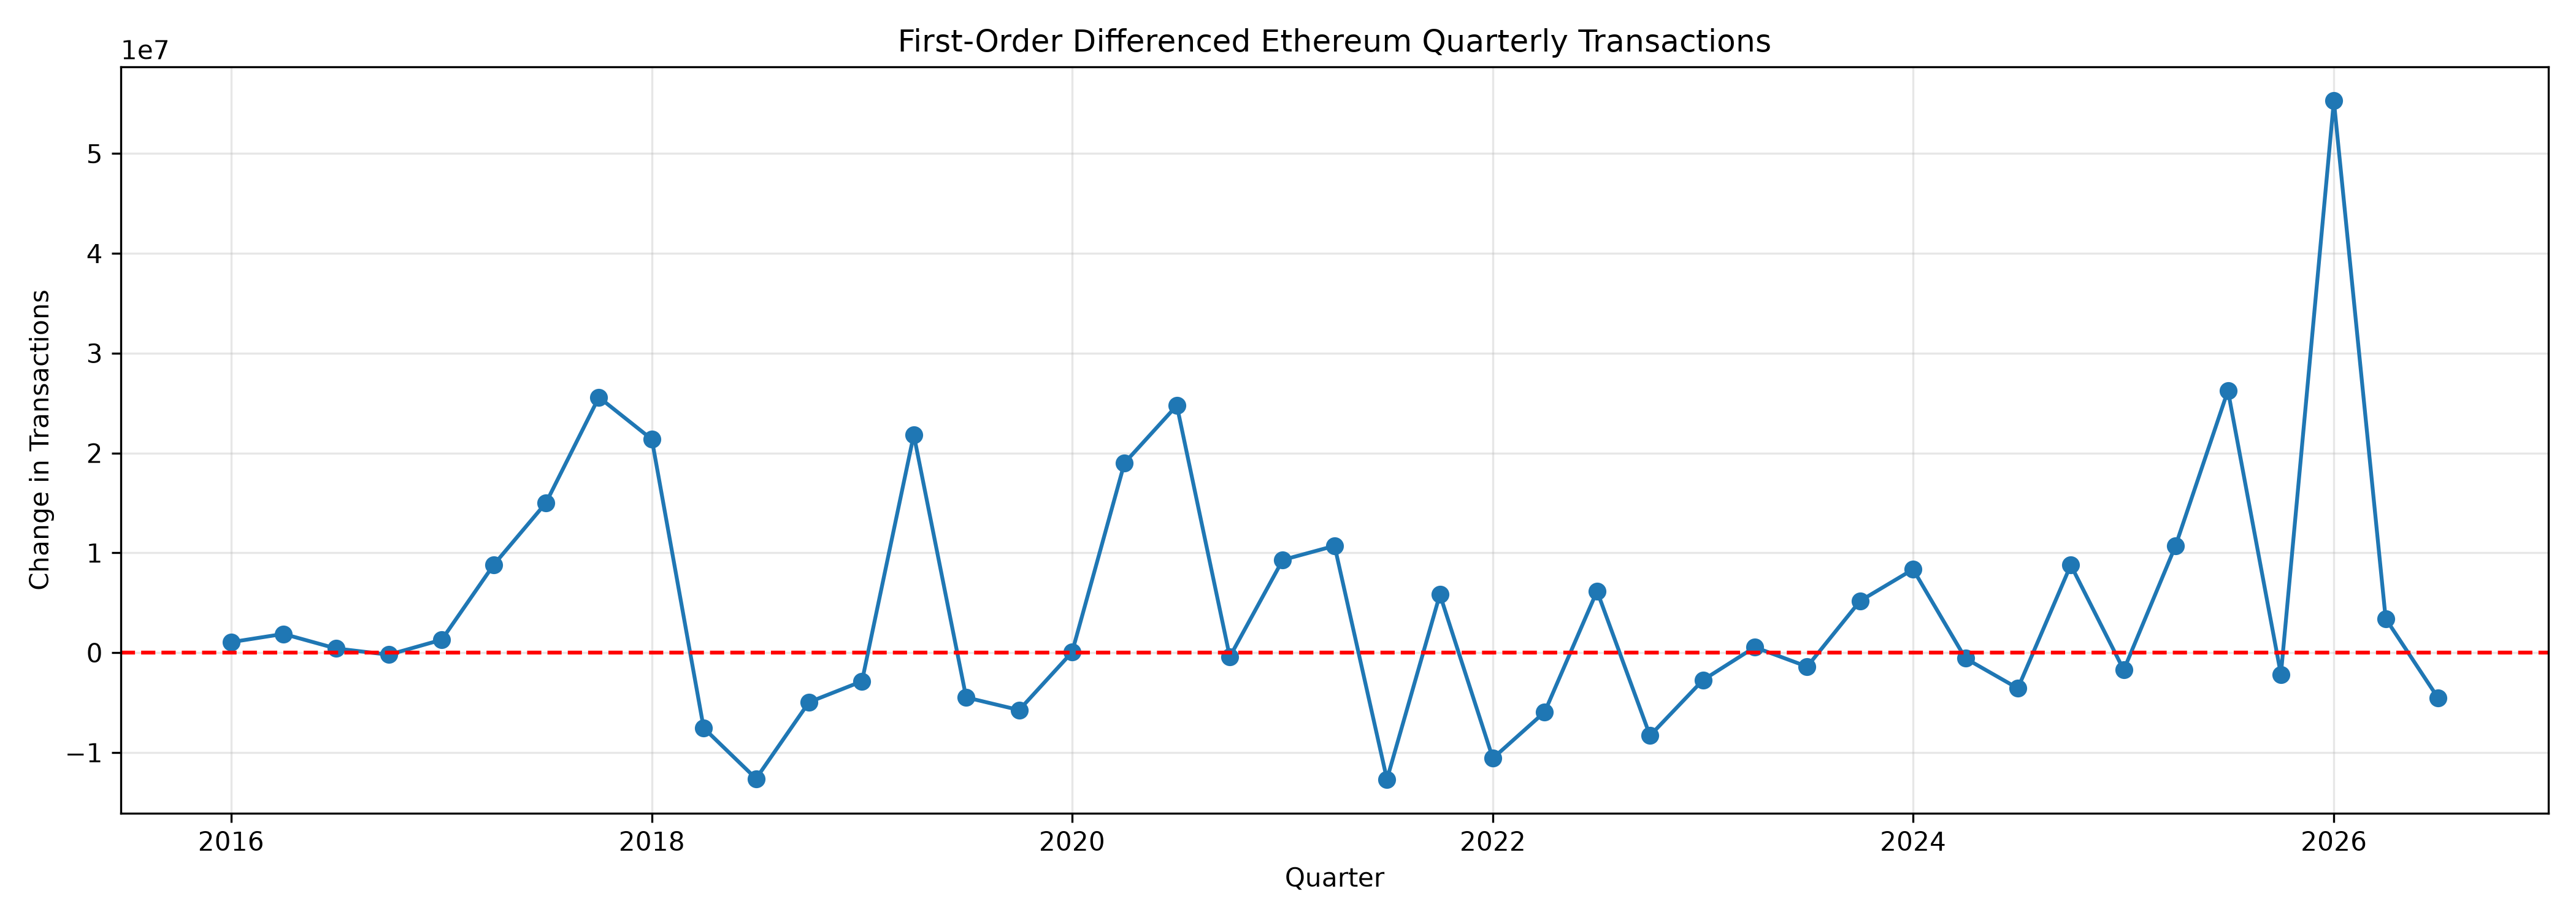 First-Order Differenced Ethereum Quarterly Transactions
1e7
5
4
3
2
1
0
−1
Change in Transactions
2016 2018 2020 2022 2024 2026
Quarter